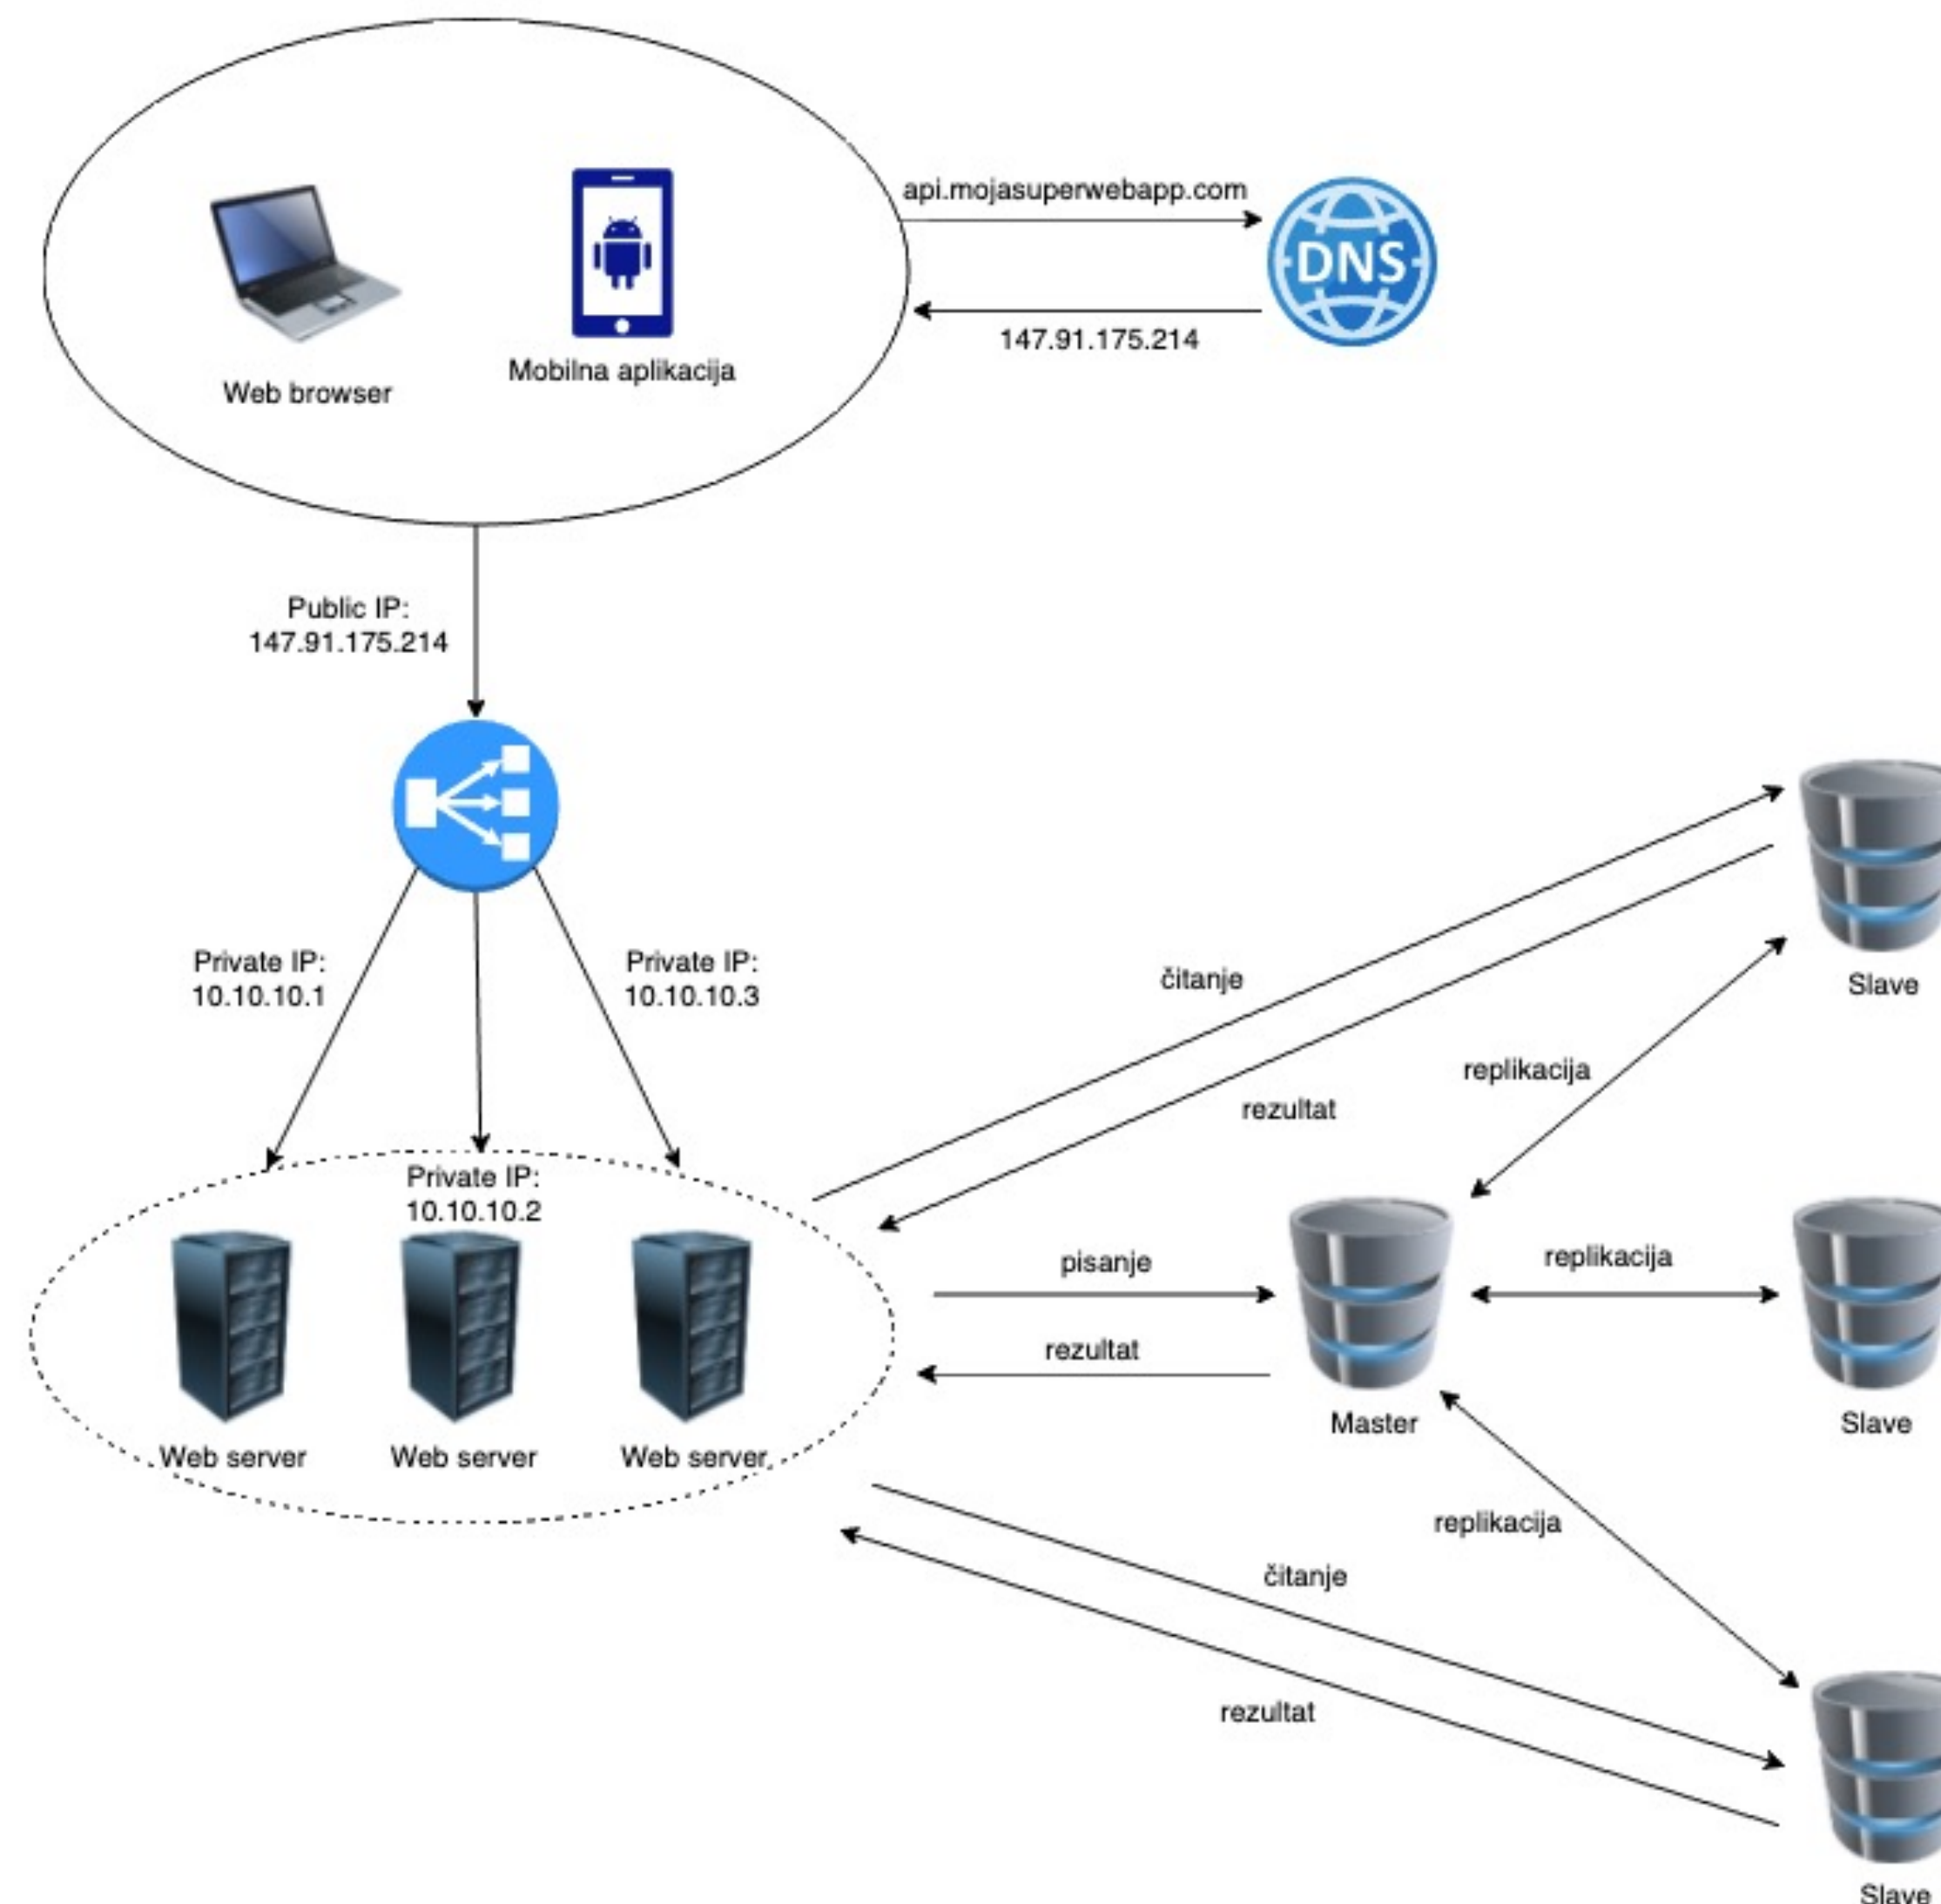 api.mojasuperwebapp.com
DNS
147.91.175.214
Web browser
Mobilna aplikacija
Public IP:
147.91.175.214
Private IP:
10.10.10.1
Private IP:
10.10.10.3
Private IP:
10.10.10.2
Web server
Web server
Web server
čitanje
rezultat
replikacija
Slave
pisanje
rezultat
Master
replikacija
Slave
replikacija
čitanje
rezultat
Slave